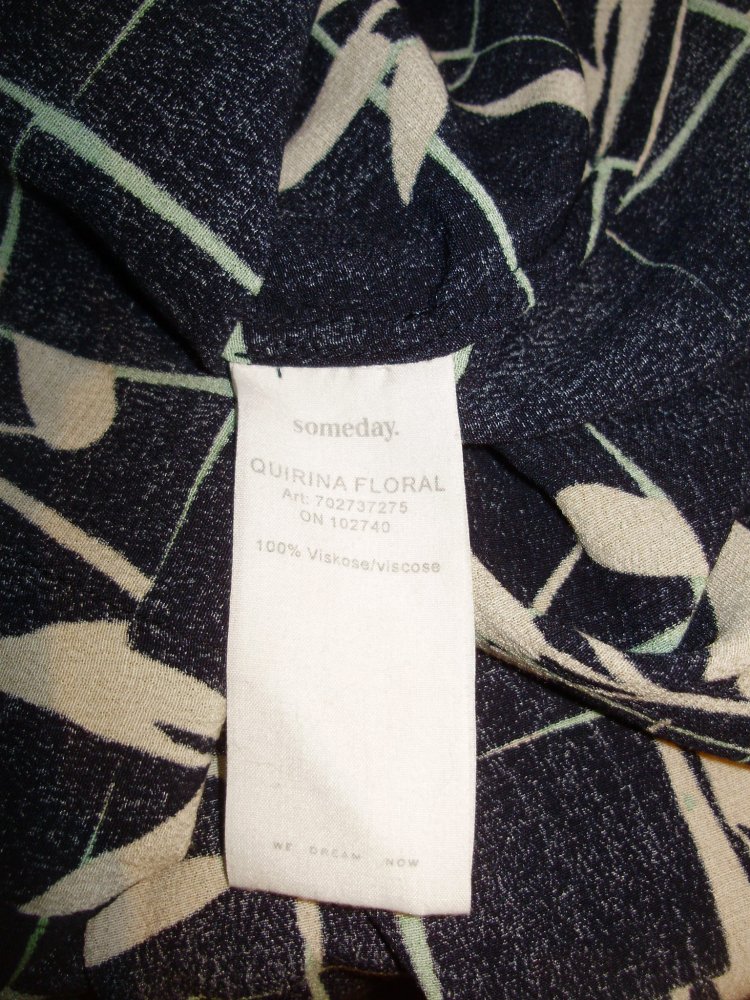 someday.
QUIRINA FLORAL
Art: 702737275
ON 102740
100% Viskose/viscose
WE DREAM NOW